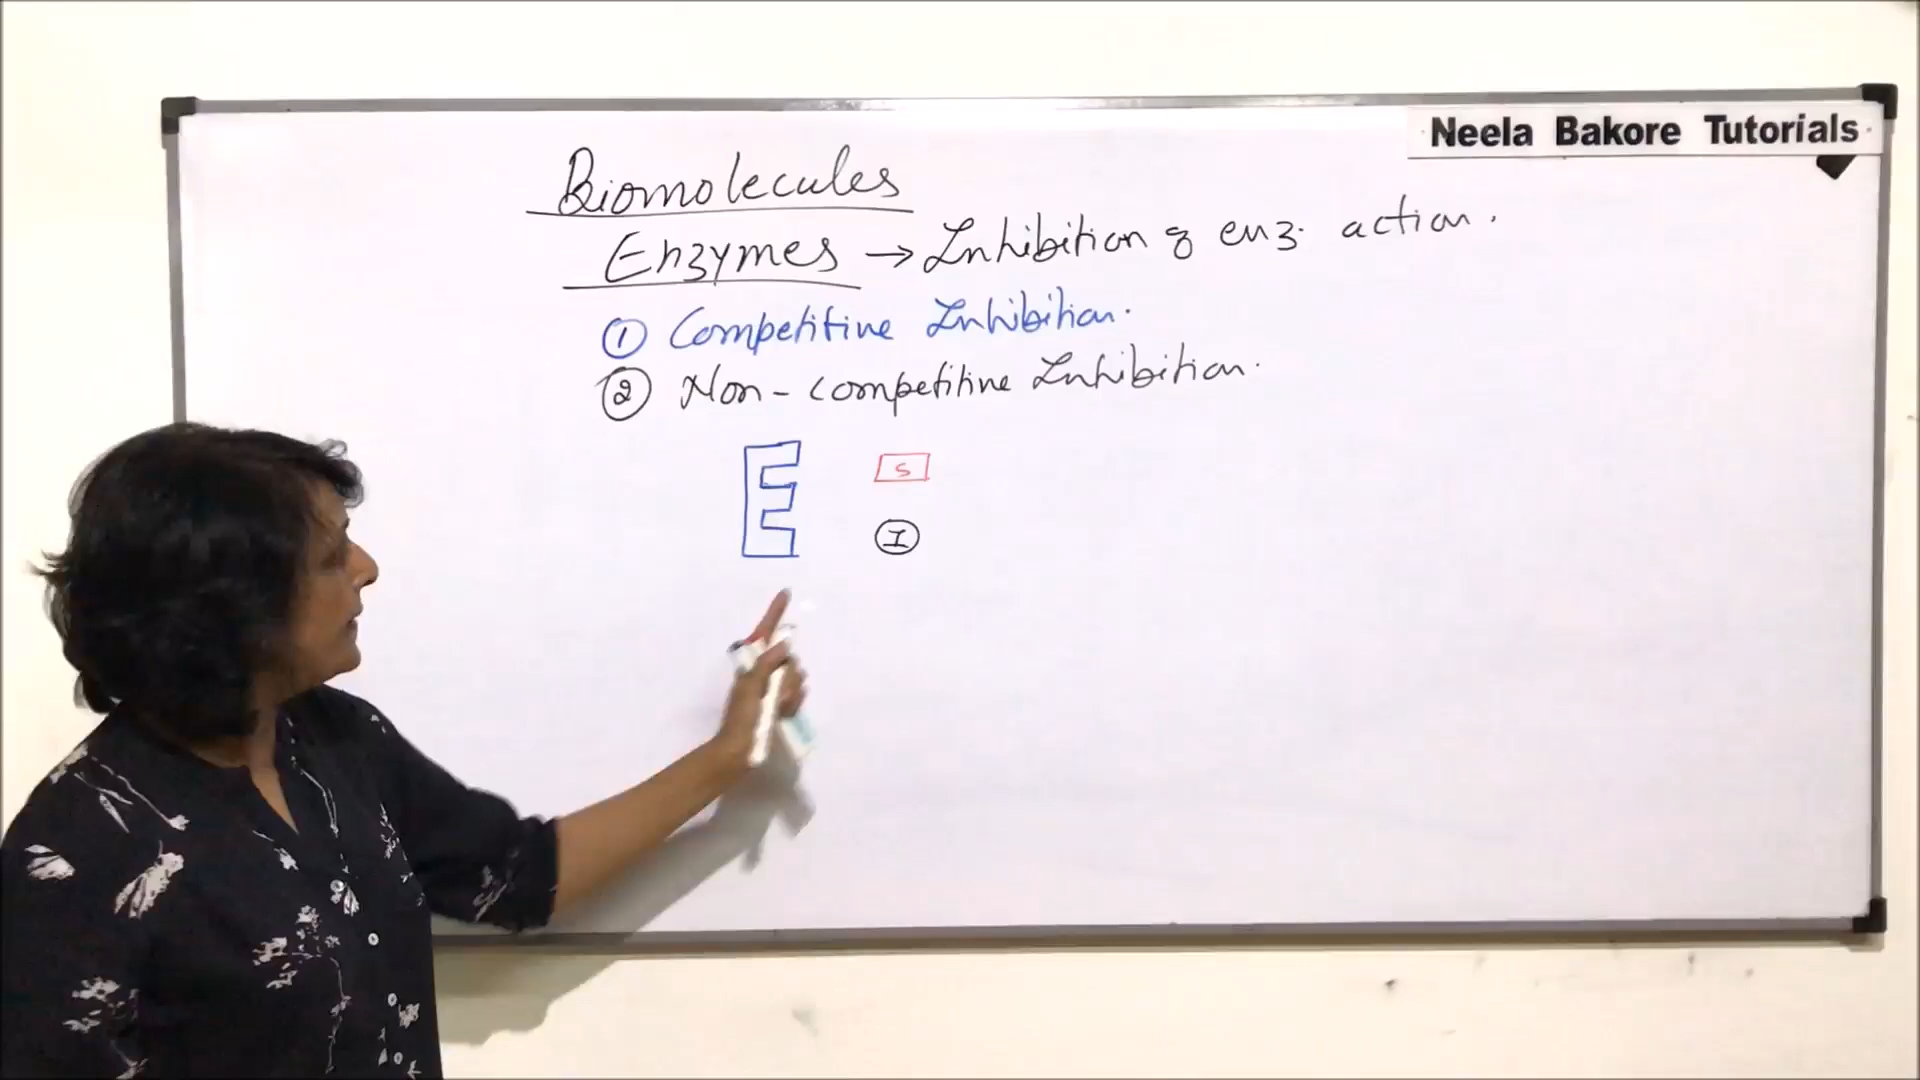 Neela Bakore Tutorials
Biomolecules
Enzymes → Inhibition of enz. action.
① Competitive Inhibition.
② Non-competitive Inhibition.
S
I